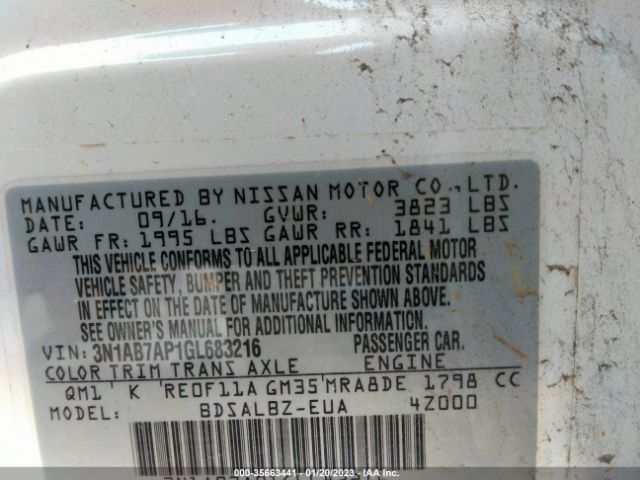 MANUFACTURED BY NISSAN MOTOR CO., LTD.
DATE: 09/16. GVWR: 3823 LBS
GAWR FR: 1995 LBS GAWR RR: 1841 LBS
THIS VEHICLE CONFORMS TO ALL APPLICABLE FEDERAL MOTOR
VEHICLE SAFETY, BUMPER AND THEFT PREVENTION STANDARDS
IN EFFECT ON THE DATE OF MANUFACTURE SHOWN ABOVE.
SEE OWNER'S MANUAL FOR ADDITIONAL INFORMATION.
VIN: 3N1AB7AP1GL683216 PASSENGER CAR.
COLOR TRIM TRANS AXLE ENGINE
QM1 K RE0F11A GM35 MRA8DE 1798 CC
MODEL: BDSALBZ-EUA 4Z000
000-35663441 - 01/20/2023 - IAA Inc.